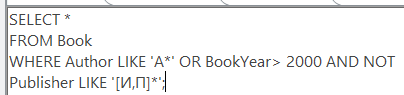 SELECT *
FROM Book
WHERE Author LIKE 'A*' OR BookYear> 2000 AND NOT
Publisher LIKE '[И,П]*';